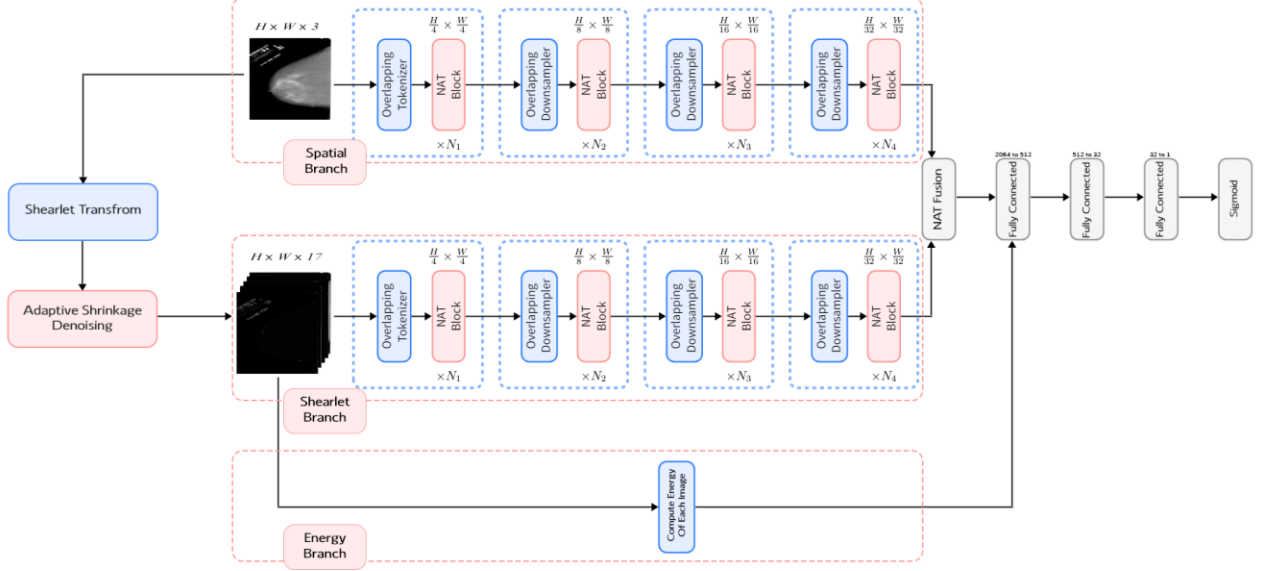 H × W × 3
H/4 × W/4
H/8 × W/8
H/16 × W/16
H/32 × W/32
Overlapping
Tokenizer
NAT
Block
Overlapping
Downsampler
NAT
Block
Overlapping
Downsampler
NAT
Block
Overlapping
Downsampler
NAT
Block
×N₁
×N₂
×N₃
×N₄
Spatial
Branch
Shearlet Transfrom
Adaptive Shrinkage
Denoising
H × W × 17
H/4 × W/4
H/8 × W/8
H/16 × W/16
H/32 × W/32
Overlapping
Tokenizer
NAT
Block
Overlapping
Downsampler
NAT
Block
Overlapping
Downsampler
NAT
Block
Overlapping
Downsampler
NAT
Block
×N₁
×N₂
×N₃
×N₄
Shearlet
Branch
Compute Energy
Of Each Image
Energy
Branch
NAT Fusion
2064 to 512
Fully Connected
512 to 32
Fully Connected
32 to 1
Fully Connected
Sigmoid